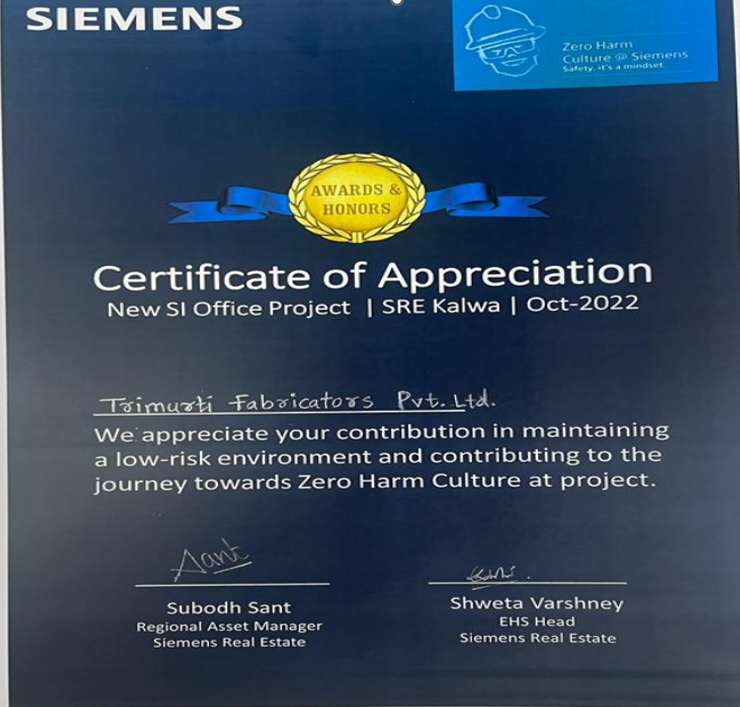 SIEMENS
Zero Harm
Culture @ Siemens
Safety, it's a mindset.
AWARDS &
HONORS
Certificate of Appreciation
New SI Office Project | SRE Kalwa | Oct-2022
Trimurti Fabricators Pvt. Ltd.
We appreciate your contribution in maintaining
a low-risk environment and contributing to the
journey towards Zero Harm Culture at project.
Sant
Subodh Sant
Regional Asset Manager
Siemens Real Estate
Shweta Varshney
EHS Head
Siemens Real Estate